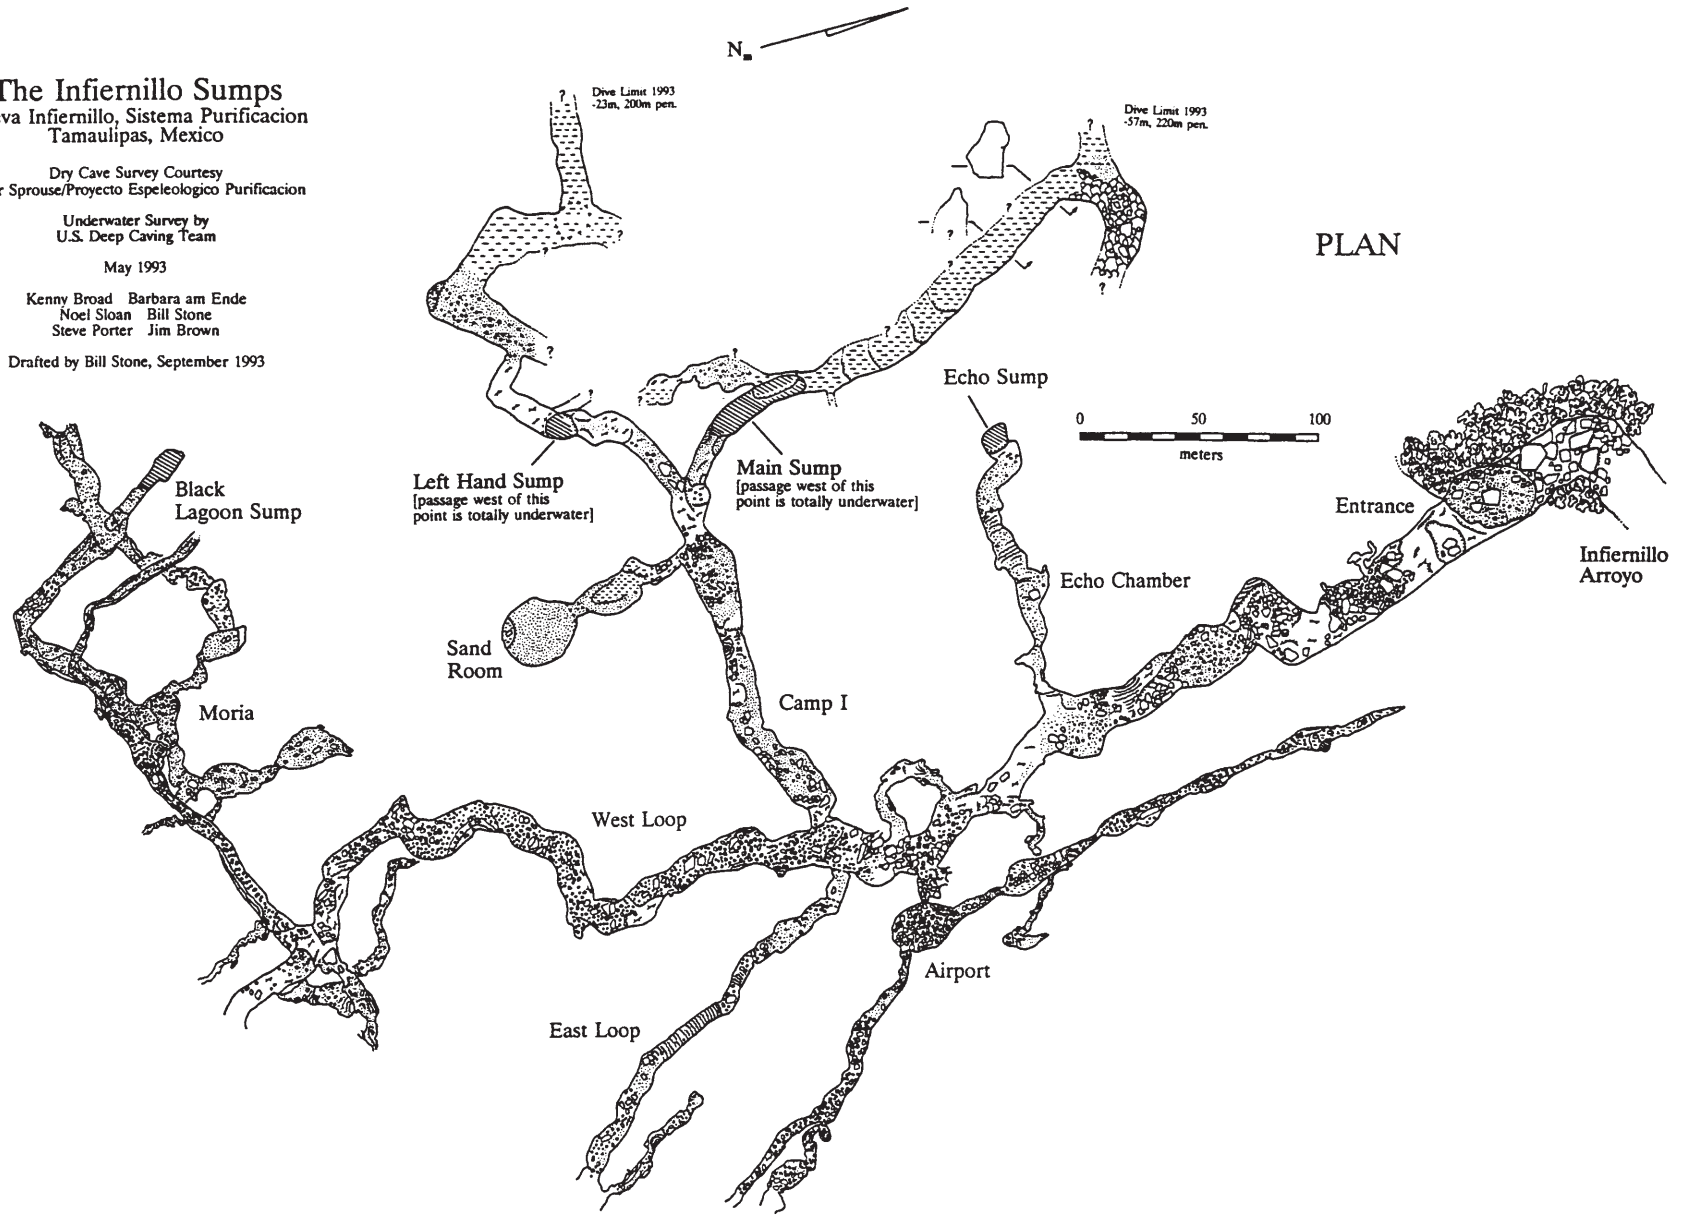 N
The Infiernillo Sumps
va Infiernillo, Sistema Purificacion
Tamaulipas, Mexico
Dry Cave Survey Courtesy
r Sprouse/Proyecto Espeleologico Purificacion
Underwater Survey by
U.S. Deep Caving Team
May 1993
Kenny Broad Barbara am Ende
Noel Sloan Bill Stone
Steve Porter Jim Brown
Drafted by Bill Stone, September 1993
?
Dive Limit 1993
-23m, 200m pen.
?
Dive Limit 1993
-57m, 220m pen.
PLAN
?
?
?
?
?
?
?
?
?
?
?
Echo Sump
0 50 100
meters
Left Hand Sump
[passage west of this
point is totally underwater]
Main Sump
[passage west of this
point is totally underwater]
Black
Lagoon Sump
Entrance
Infiernillo
Arroyo
Echo Chamber
Sand
Room
Camp I
Moria
West Loop
Airport
East Loop